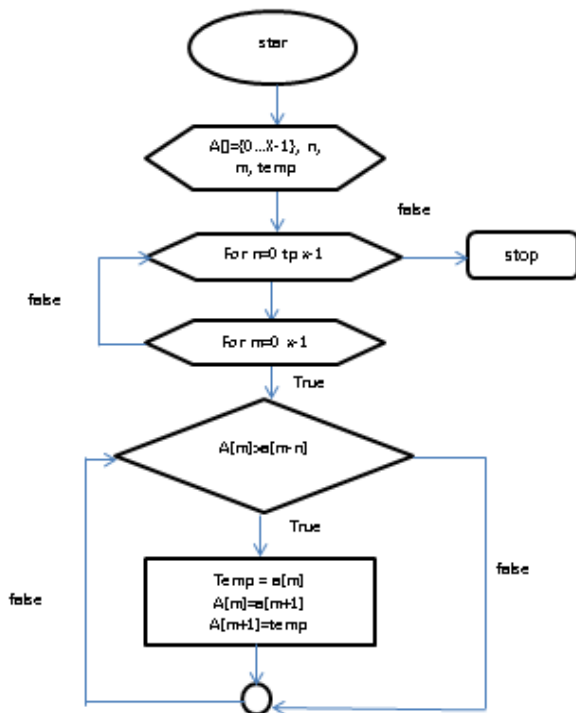 star
A[]={0...X-1}, n,
m, temp
false
For n=0 tp x-1
stop
false
For m=0 x-1
True
A[m]>a[m-n]
True
Temp = a[m]
A[m]=a[m+1]
A[m+1]=temp
false
false